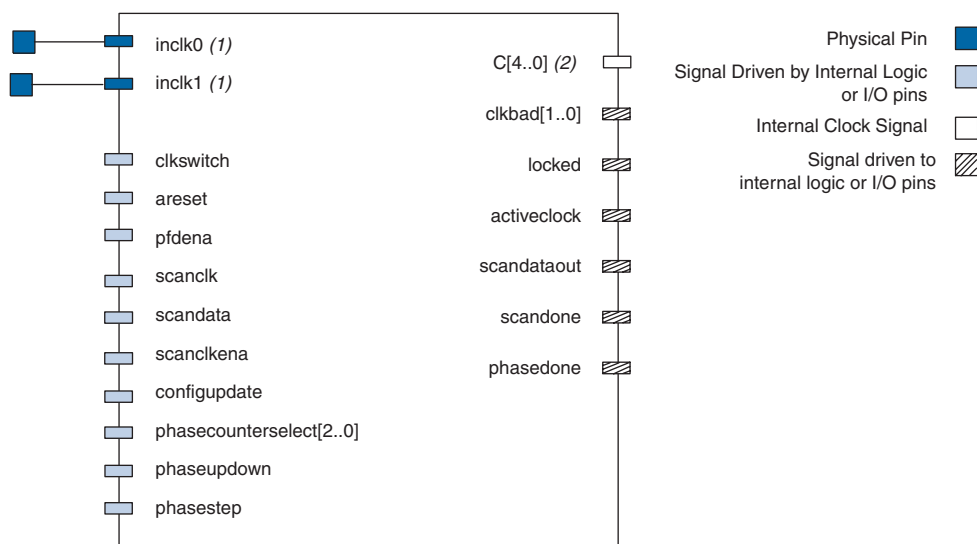 inclk0 (1)
inclk1 (1)
clkswitch
areset
pfdena
scanclk
scandata
scanclkena
configupdate
phasecounterselect[2..0]
phaseupdown
phasestep
C[4..0] (2)
clkbad[1..0]
locked
activeclock
scandataout
scandone
phasedone
Physical Pin
Signal Driven by Internal Logic
or I/O pins
Internal Clock Signal
Signal driven to
internal logic or I/O pins